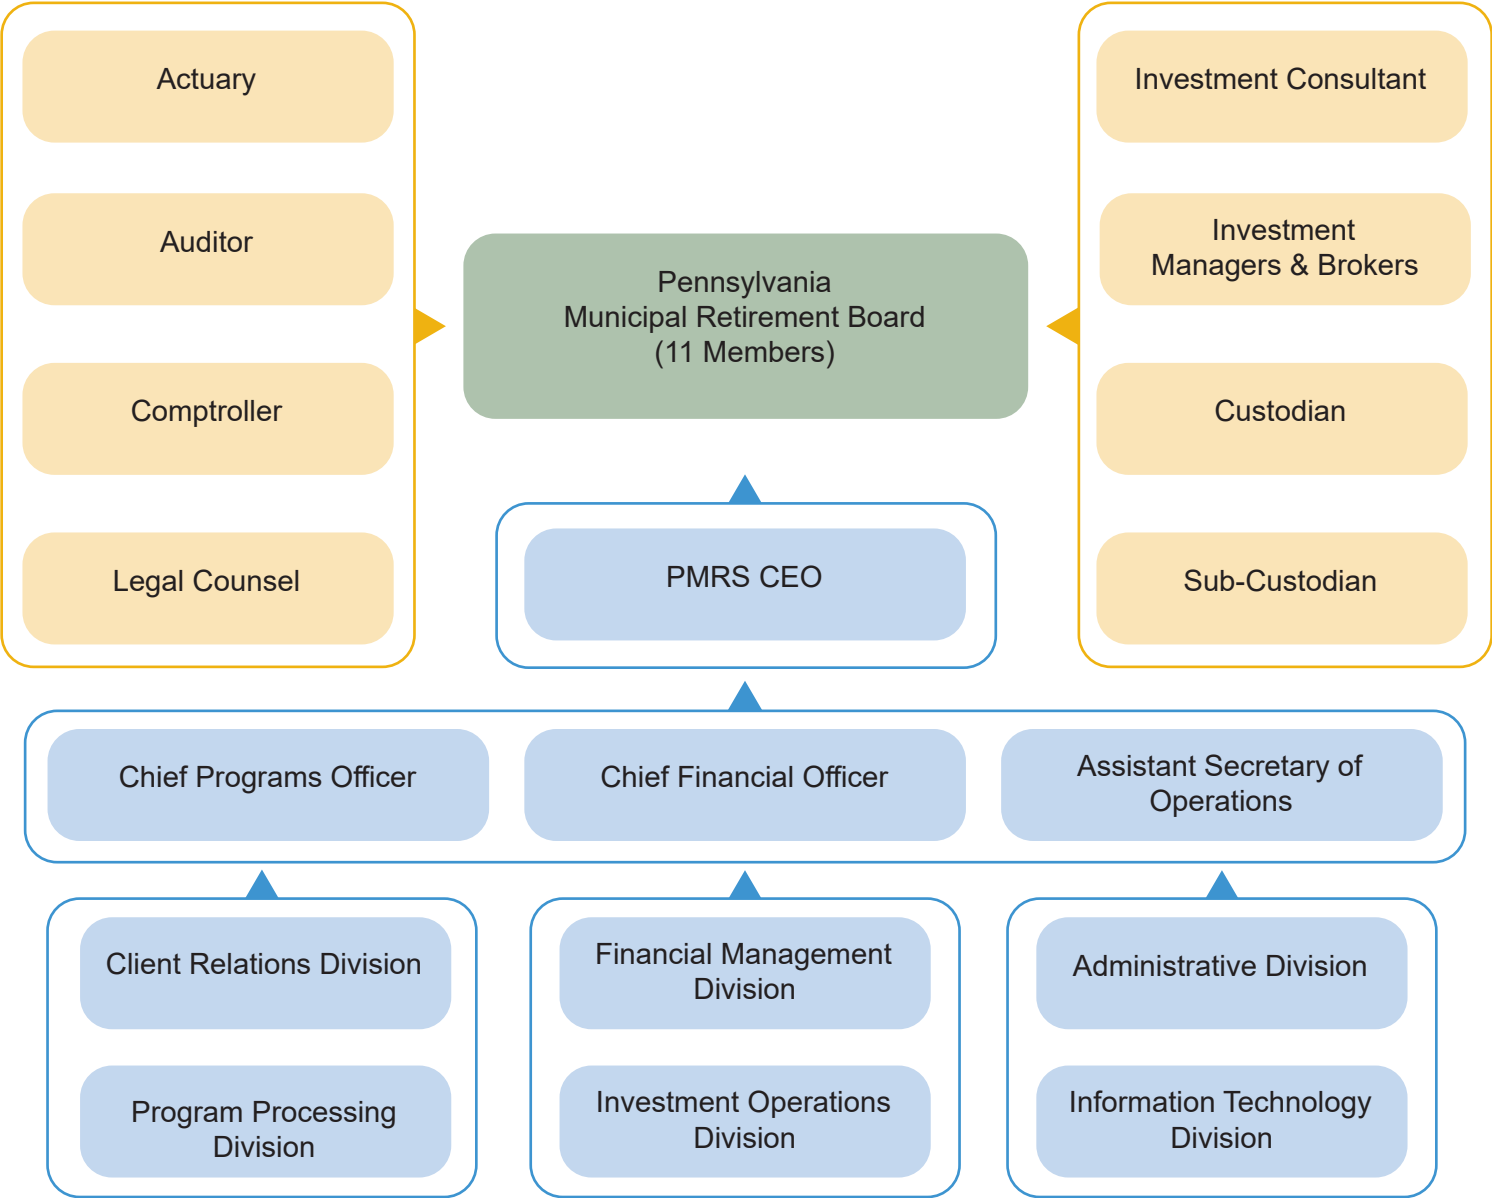 Actuary
Auditor
Comptroller
Legal Counsel
Pennsylvania
Municipal Retirement Board
(11 Members)
Investment Consultant
Investment
Managers & Brokers
Custodian
Sub-Custodian
PMRS CEO
Chief Programs Officer
Chief Financial Officer
Assistant Secretary of
Operations
Client Relations Division
Program Processing
Division
Financial Management
Division
Investment Operations
Division
Administrative Division
Information Technology
Division